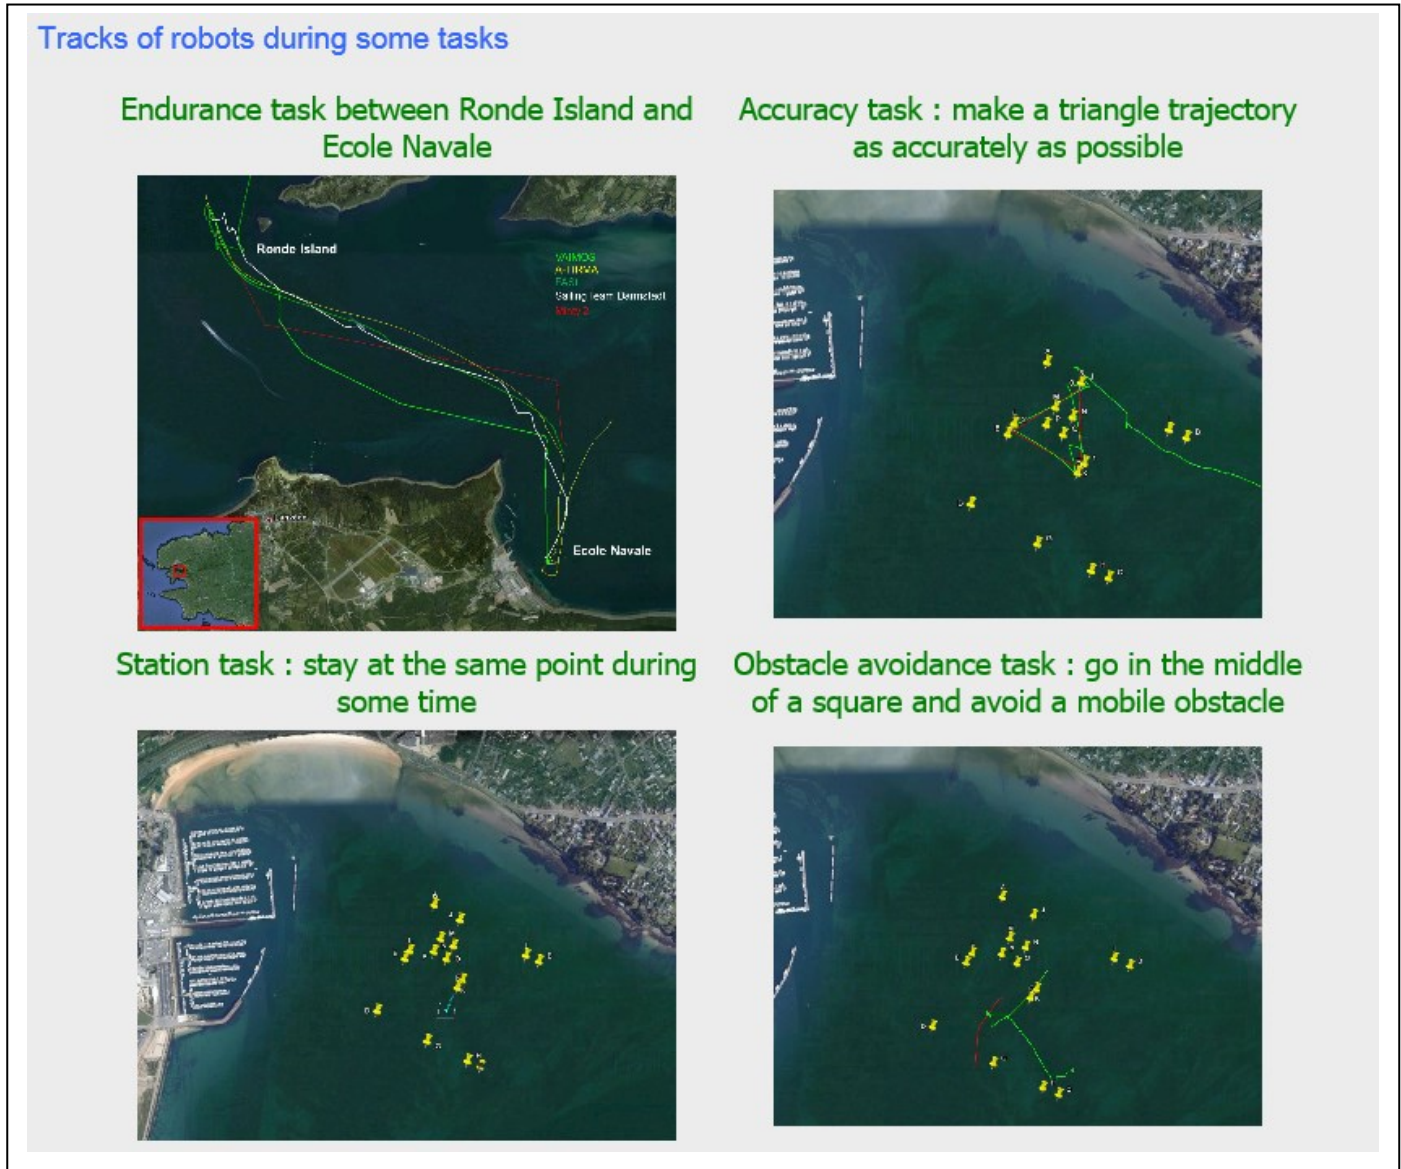 Tracks of robots during some tasks
Endurance task between Ronde Island and
Ecole Navale
Accuracy task : make a triangle trajectory
as accurately as possible
Ronde Island
VAIMOS
A-TIRMA
FASt
Sailing Team Darmstadt
Ecole Navale
Station task : stay at the same point during
some time
Obstacle avoidance task : go in the middle
of a square and avoid a mobile obstacle